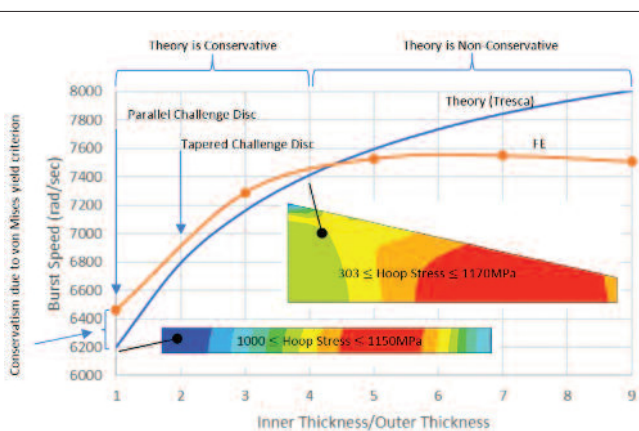 Theory is Conservative
Theory is Non-Conservative
8000
7800
7600
7400
7200
7000
6800
6600
6400
6200
6000
Burst Speed (rad/sec)
Conservatism due to von Mises yield criterion
Parallel Challenge Disc
Tapered Challenge Disc
Theory (Tresca)
FE
303 ≤ Hoop Stress ≤ 1170MPa
1000 ≤ Hoop Stress ≤ 1150MPa
1 2 3 4 5 6 7 8 9
Inner Thickness/Outer Thickness